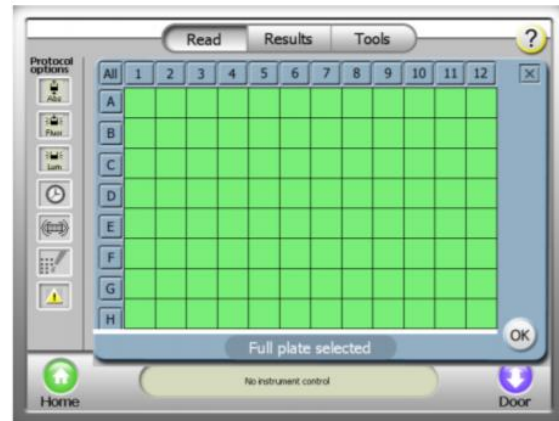 Read Results Tools ?
Protocol
options
Abs
Fluor
Lum
All 1 2 3 4 5 6 7 8 9 10 11 12
A
B
C
D
E
F
G
H
OK
Full plate selected
No instrument control
Home
Door